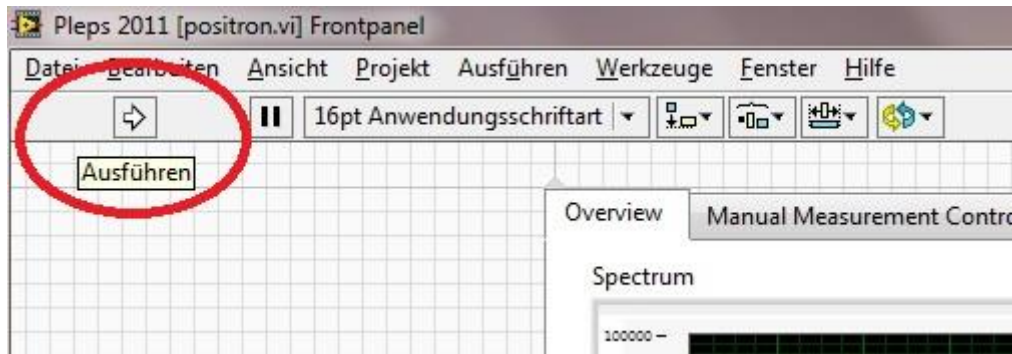 Pleps 2011 [positron.vi] Frontpanel
Datei Bearbeiten Ansicht Projekt Ausführen Werkzeuge Fenster Hilfe
16pt Anwendungsschriftart
Ausführen
Overview Manual Measurement Contro
Spectrum
100000